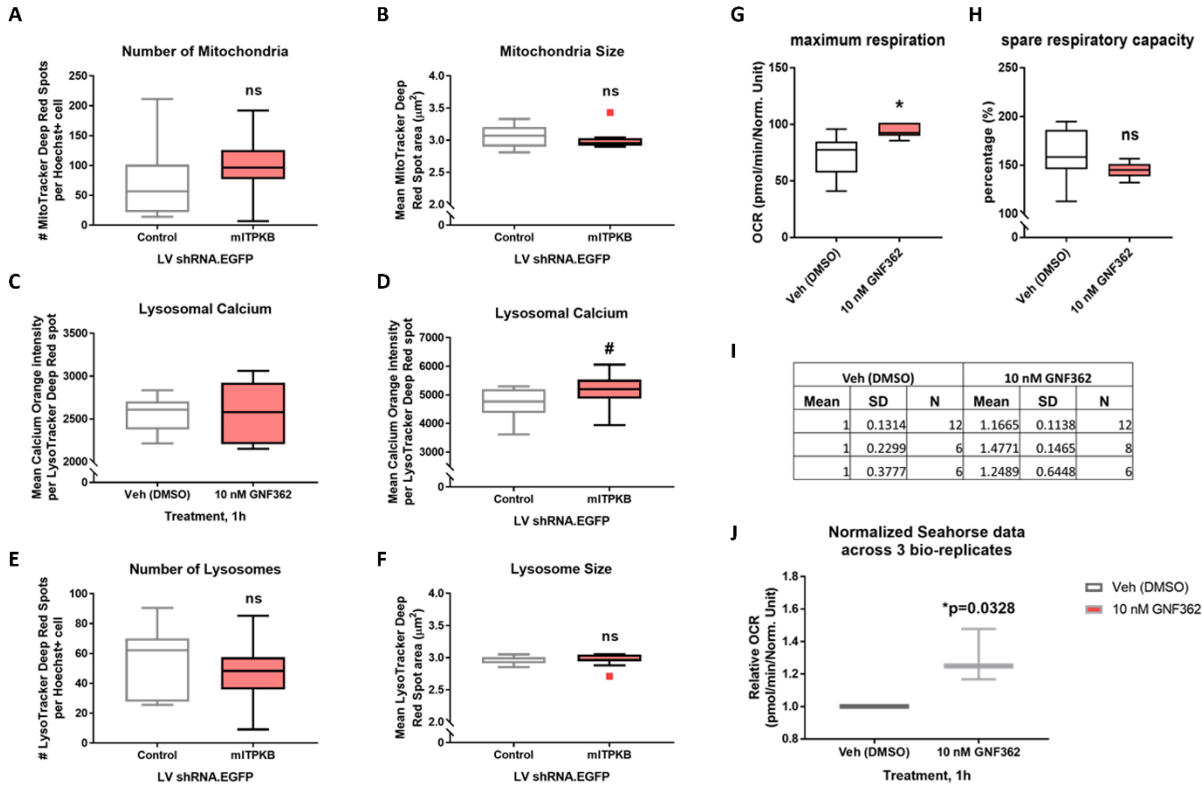 A
Number of Mitochondria
# MitoTracker Deep Red Spots
per Hoechst+ cell
250
200
150
100
50
0
ns
Control
mITPKB
LV shRNA.EGFP
B
Mitochondria Size
Mean MitoTracker Deep
Red Spot area (µm²)
4.0
3.5
3.0
2.5
2.0
0
ns
Control
mITPKB
LV shRNA.EGFP
C
Lysosomal Calcium
Mean Calcium Orange intensity
per LysoTracker Deep Red spot
3500
3000
2500
2000
0
Veh (DMSO)
10 nM GNF362
Treatment, 1h
D
Lysosomal Calcium
Mean Calcium Orange intensity
per LysoTracker Deep Red spot
7000
6000
5000
4000
3000
0
#
Control
mITPKB
LV shRNA.EGFP
E
Number of Lysosomes
# LysoTracker Deep Red Spots
per Hoechst+ cell
100
80
60
40
20
0
ns
Control
mITPKB
LV shRNA.EGFP
F
Lysosome Size
Mean LysoTracker Deep
Red Spot area (µm²)
4.0
3.5
3.0
2.5
2.0
0
ns
Control
mITPKB
LV shRNA.EGFP
G
maximum respiration
OCR (pmol/min/Norm. Unit)
150
100
50
0
*
Veh (DMSO)
10 nM GNF362
H
spare respiratory capacity
percentage (%)
250
200
150
100
0
ns
Veh (DMSO)
10 nM GNF362
I
Veh (DMSO) 10 nM GNF362
Mean SD N Mean SD N
1 0.1314 12 1.1665 0.1138 12
1 0.2299 6 1.4771 0.1465 8
1 0.3777 6 1.2489 0.6448 6
J
Normalized Seahorse data
across 3 bio-replicates
Relative OCR
(pmol/min/Norm. Unit)
1.8
1.6
1.4
1.2
1.0
0.8
*p=0.0328
Veh (DMSO)
10 nM GNF362
Treatment, 1h
Veh (DMSO)
10 nM GNF362